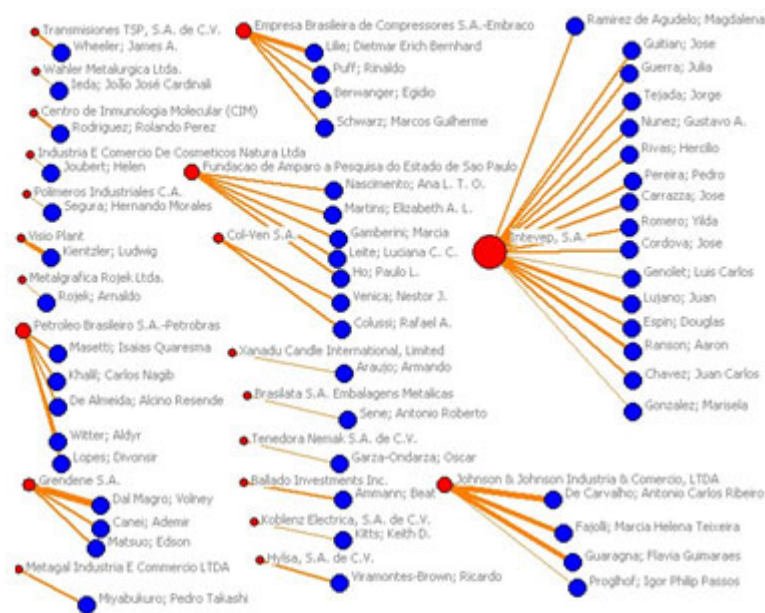 Transmisiones TSP, S.A. de C.V.
Wheeler; James A.
Wahler Metalurgica Ltda.
Ieda; João José Cardinali
Centro de Inmunologia Molecular (CIM)
Rodriguez; Rolando Perez
Industria E Comercio De Cosmeticos Natura Ltda
Joubert; Helen
Polimeros Industriales C.A.
Segura; Hernando Morales
Visio Plant
Kientzler; Ludwig
Metalgrafica Rojek Ltda.
Rojek; Arnaldo
Petroleo Brasileiro S.A.-Petrobras
Masetti; Isaias Quaresma
Khalil; Carlos Nagib
De Almeida; Alcino Resende
Witter; Aldyr
Lopes; Divonsir
Grendene S.A.
Dal Magro; Volney
Canei; Ademir
Matsuo; Edson
Metagal Industria E Commercio LTDA
Miyabukuro; Pedro Takashi
Empresa Brasileira de Compressores S.A.-Embraco
Lilie; Dietmar Erich Bernhard
Puff; Rinaldo
Berwanger; Egidio
Schwarz; Marcos Guilherme
Fundacao de Amparo a Pesquisa do Estado de Sao Paulo
Nascimento; Ana L. T. O.
Martins; Elizabeth A. L.
Gamberini; Marcia
Leite; Luciana C. C.
Ho; Paulo L.
Col-Ven S.A.
Venica; Nestor J.
Colussi; Rafael A.
Xanadu Candle International, Limited
Araujo; Armando
Brasilata S.A. Embalagens Metalicas
Sene; Antonio Roberto
Tenedora Nemak S.A. de C.V.
Garza-Ondarza; Oscar
Ballado Investments Inc.
Ammann; Beat
Koblenz Electrica, S.A. de C.V.
Kitts; Keith D.
Hylsa, S.A. de C.V.
Viramontes-Brown; Ricardo
Ramirez de Agudelo; Magdalena
Guitian; Jose
Guerra; Julia
Tejada; Jorge
Nunez; Gustavo A.
Rivas; Hercilio
Pereira; Pedro
Carrazza; Jose
Romero; Yilda
Intevep, S.A.
Cordova; Jose
Genolet; Luis Carlos
Lujano; Juan
Espin; Douglas
Ranson; Aaron
Chavez; Juan Carlos
Gonzalez; Marisela
Johnson & Johnson Industria & Comercio, LTDA
De Carvalho; Antonio Carlos Ribeiro
Fajolli; Marcia Helena Teixeira
Guaragna; Flavia Guimaraes
Proglhof; Igor Philip Passos